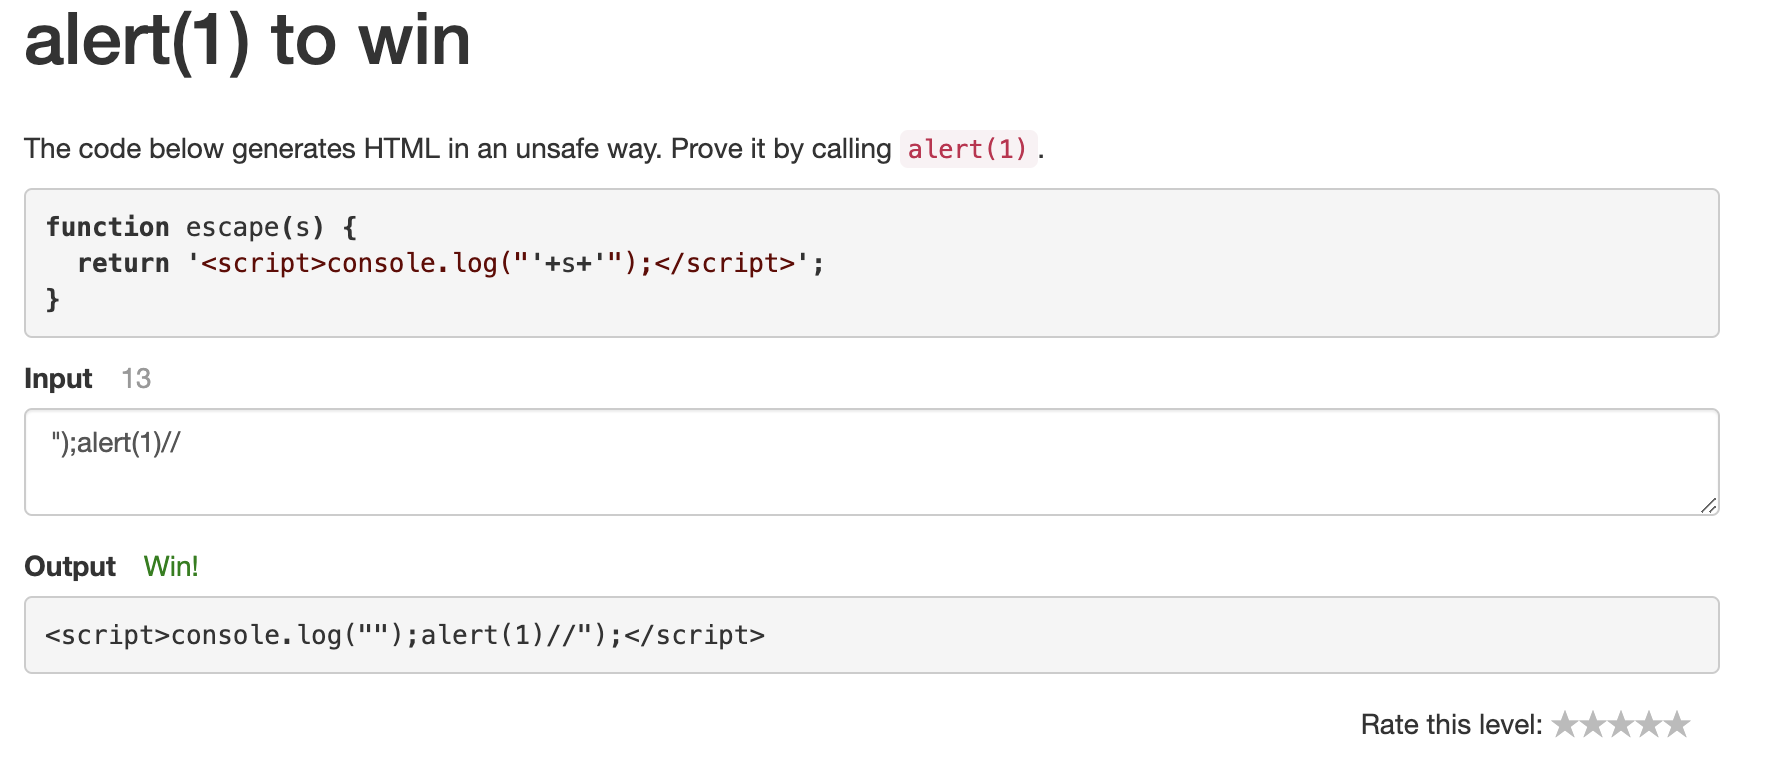 alert(1) to win
The code below generates HTML in an unsafe way. Prove it by calling alert(1).
function escape(s) {
  return '<script>console.log("'+s+'");</script>';
}
Input 13
");alert(1)//
Output Win!
<script>console.log("");alert(1)//");</script>
Rate this level: ★★★★★